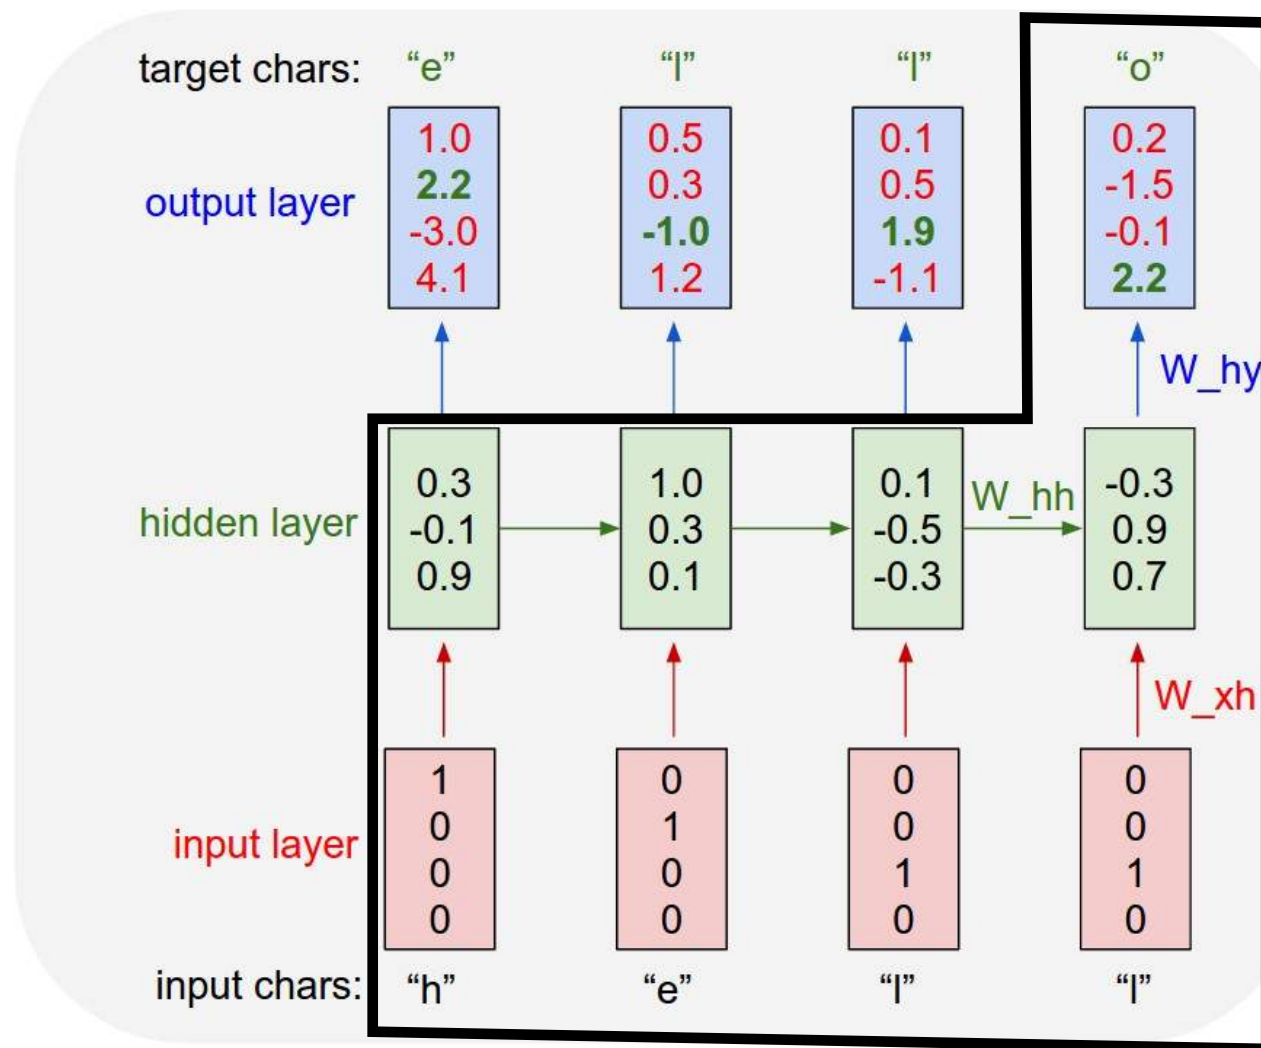 target chars: “e” “l” “l” “o”
1.0 0.5 0.1 0.2
output layer 2.2 0.3 0.5 -1.5
-3.0 -1.0 1.9 -0.1
4.1 1.2 -1.1 2.2
W_hy
0.3 1.0 0.1 W_hh -0.3
hidden layer -0.1 0.3 -0.5 0.9
0.9 0.1 -0.3 0.7
W_xh
1 0 0 0
input layer 0 1 0 0
0 0 1 1
0 0 0 0
input chars: “h” “e” “l” “l”